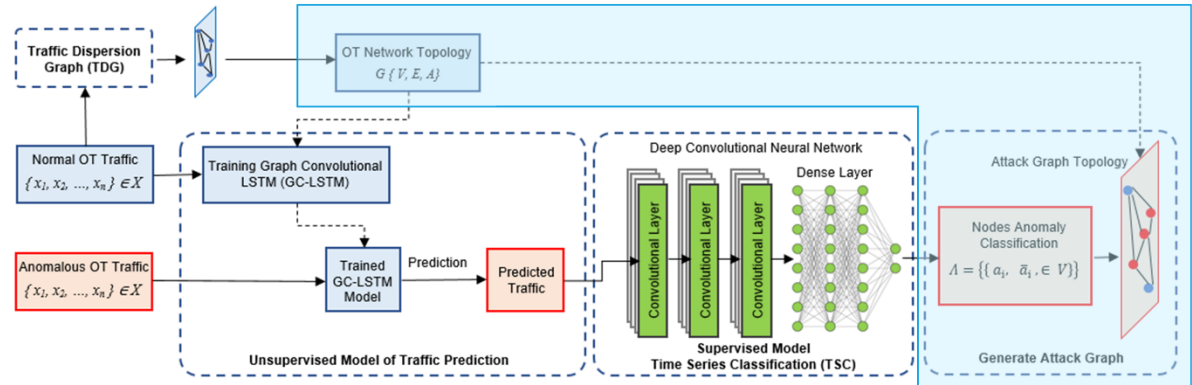 Traffic Dispersion
Graph (TDG)
OT Network Topology
G { V, E, A}
Normal OT Traffic
{ x₁, x₂, ..., xₙ} ∈X
Training Graph Convolutional
LSTM (GC-LSTM)
Anomalous OT Traffic
{ x₁, x₂, ..., xₙ} ∈X
Trained
GC-LSTM
Model
Prediction
Predicted
Traffic
Unsupervised Model of Traffic Prediction
Deep Convolutional Neural Network
Dense Layer
Convolutional Layer
Convolutional Layer
Convolutional Layer
Supervised Model
Time Series Classification (TSC)
Attack Graph Topology
Nodes Anomaly
Classification
Λ = {{ aᵢ, a̅ᵢ , ∈ V}}
Generate Attack Graph